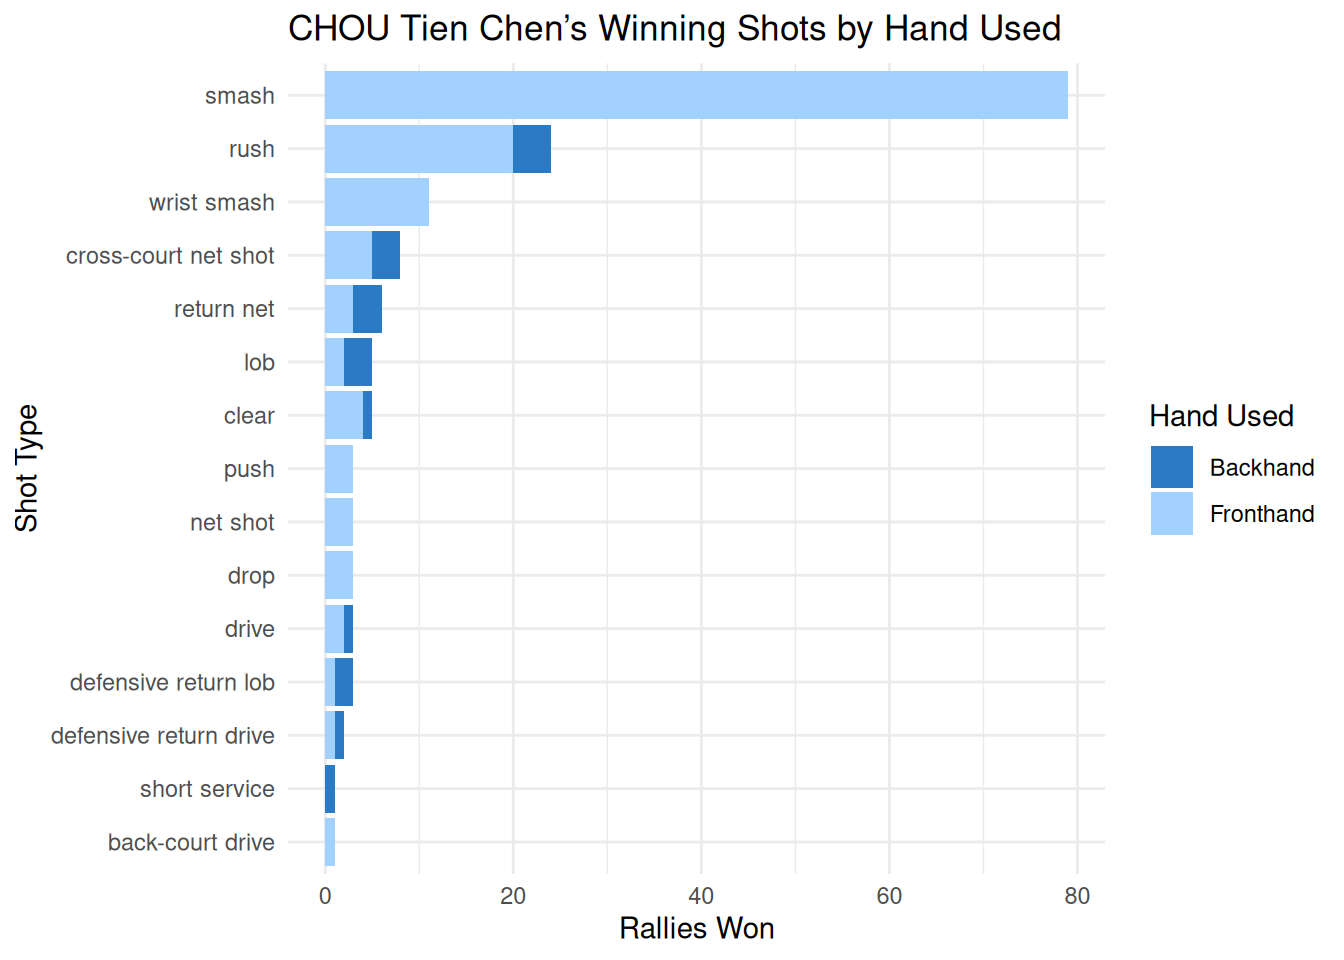 CHOU Tien Chen’s Winning Shots by Hand Used
smash
rush
wrist smash
cross-court net shot
return net
lob
clear
push
net shot
drop
drive
defensive return lob
defensive return drive
short service
back-court drive
Shot Type
0 20 40 60 80
Rallies Won
Hand Used
Backhand
Fronthand